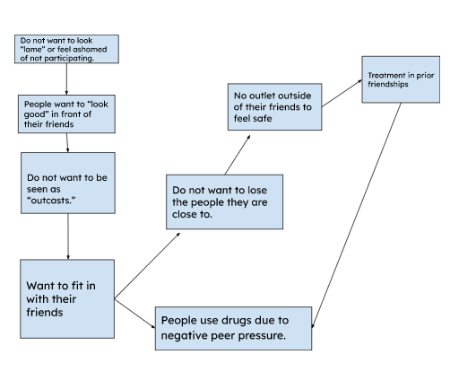 Do not want to look
"lame" or feel ashomed
of not participating.
People want to "look
good" in front of
their friends
Do not want to be
seen as
"outcasts."
Want to fit in
with their
friends
Do not want to lose
the people they are
close to.
No outlet outside
of their friends to
feel safe
Treatment in prior
friendships
People use drugs due to
negative peer pressure.